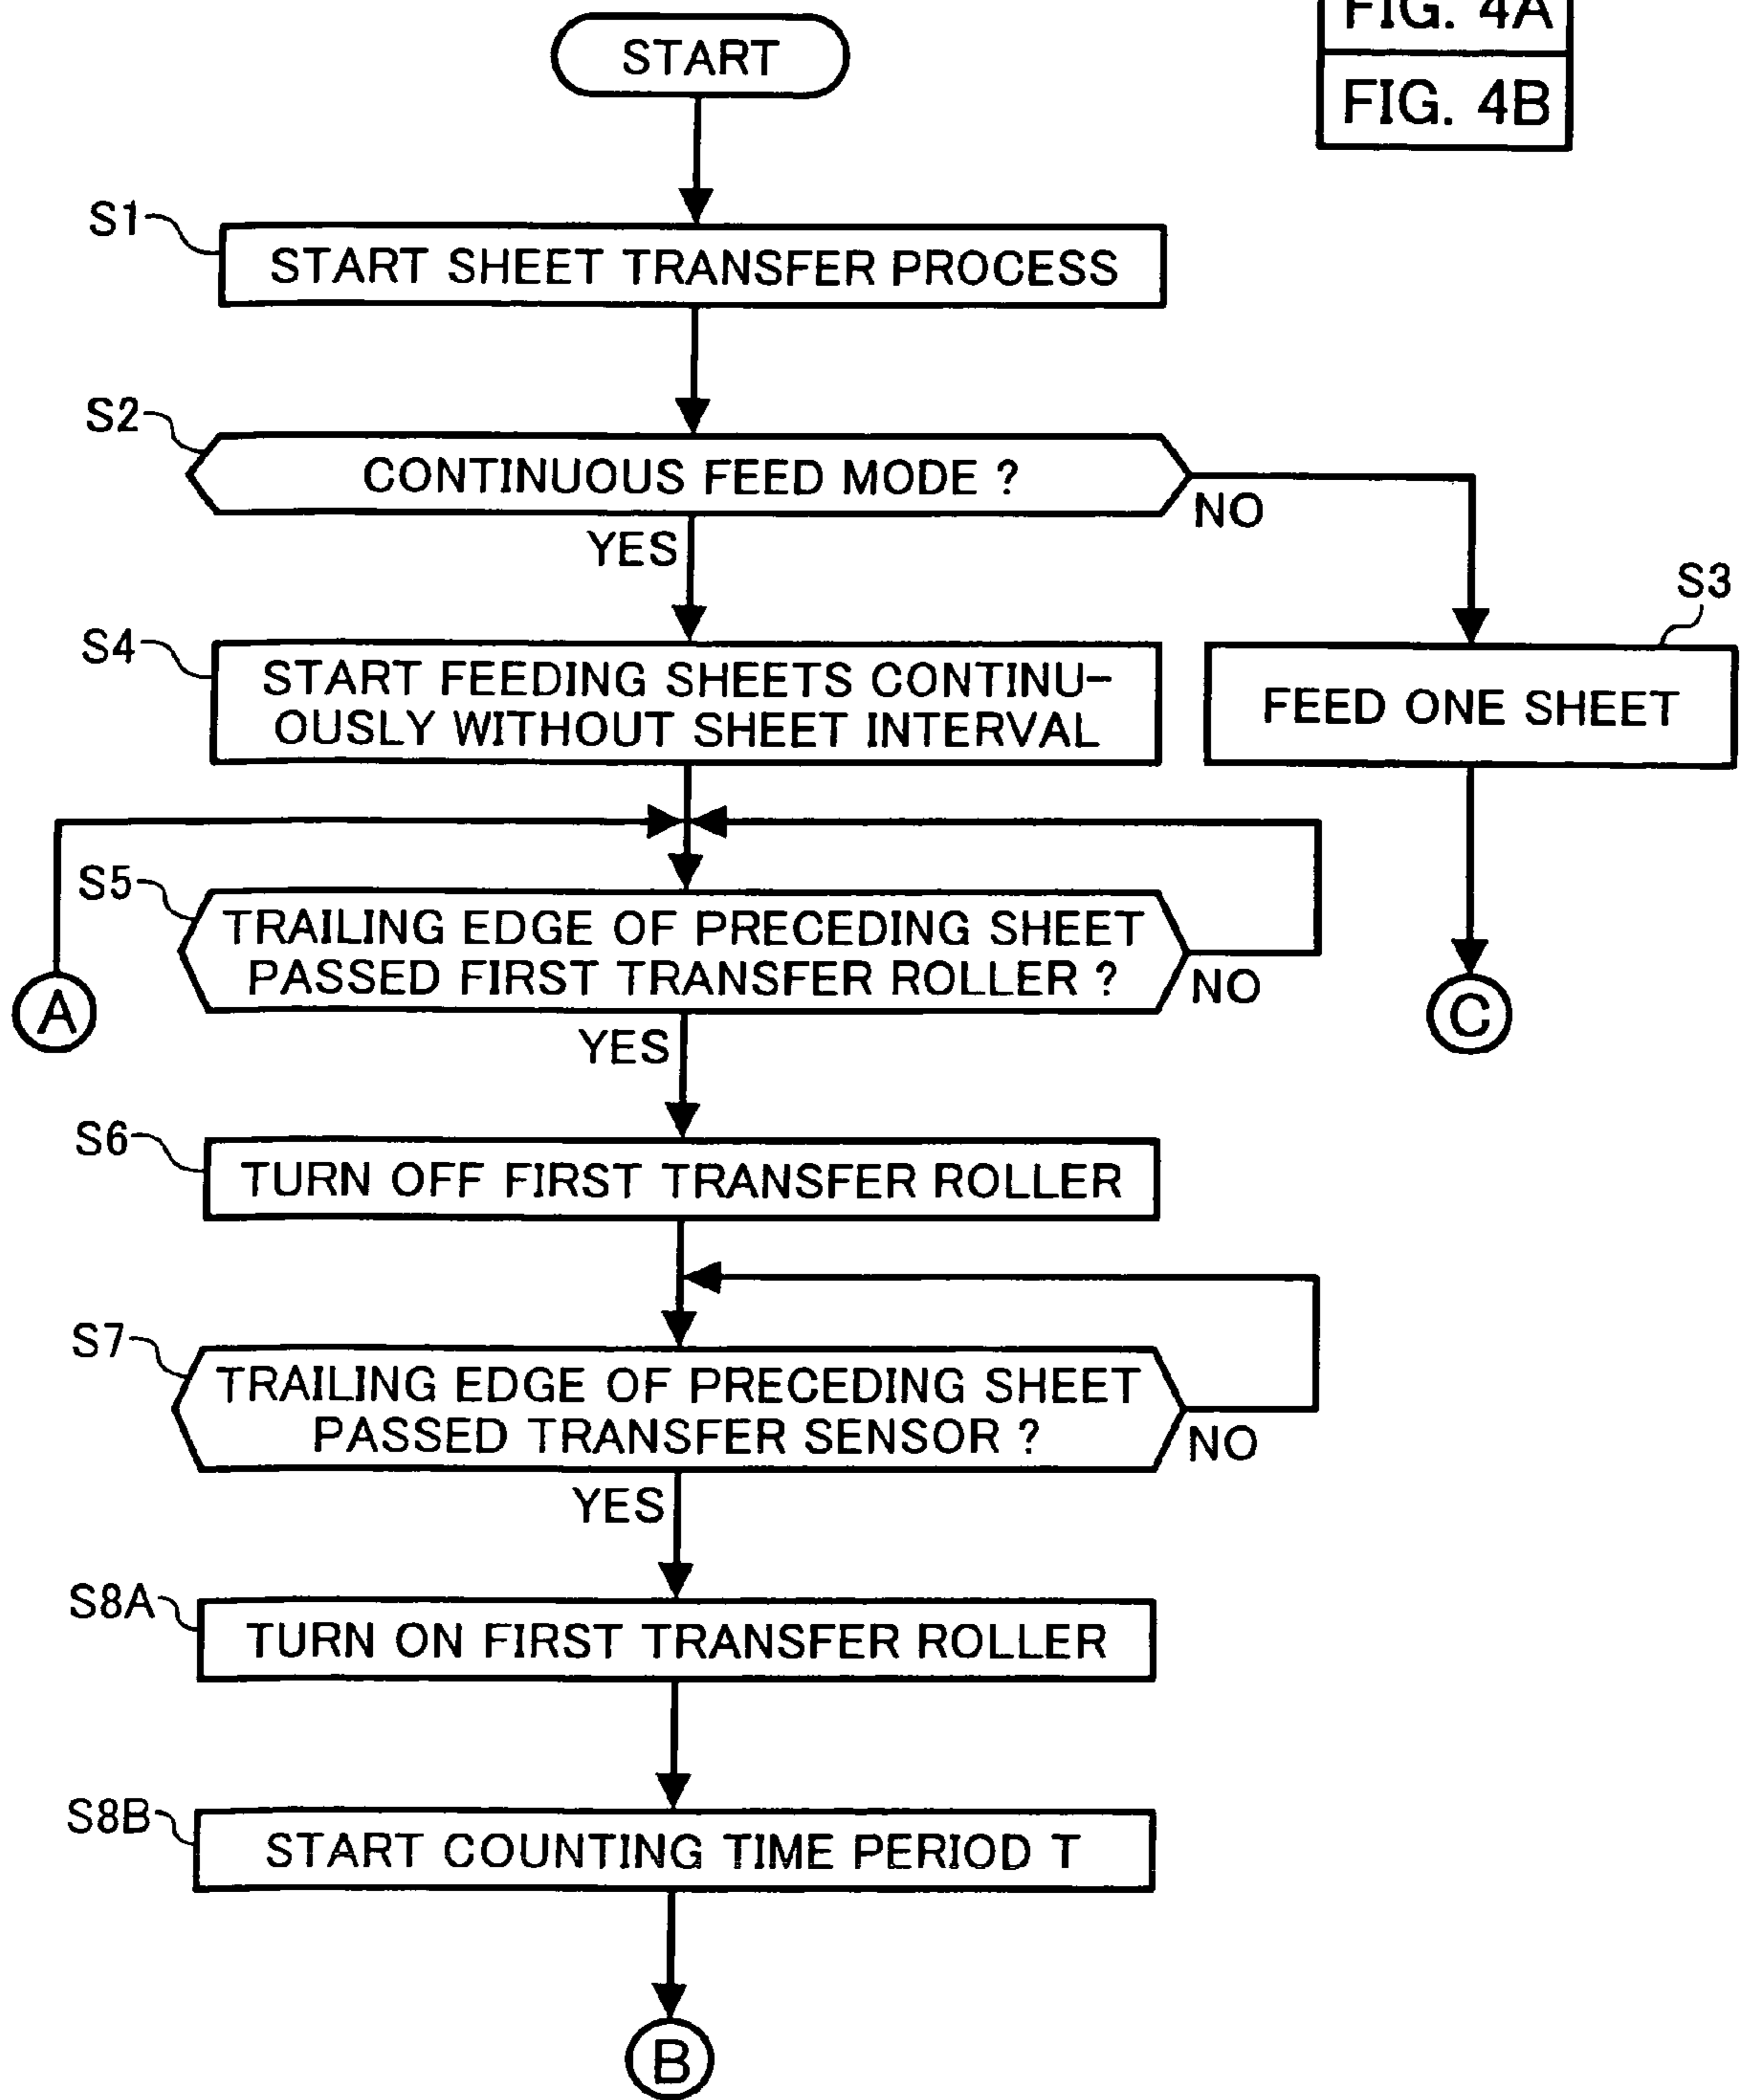 FIG. 4A
FIG. 4B
START
S1
START SHEET TRANSFER PROCESS
S2
CONTINUOUS FEED MODE ?
NO
YES
S3
FEED ONE SHEET
S4
START FEEDING SHEETS CONTINU-
OUSLY WITHOUT SHEET INTERVAL
S5
TRAILING EDGE OF PRECEDING SHEET
PASSED FIRST TRANSFER ROLLER ?
NO
A
C
YES
S6
TURN OFF FIRST TRANSFER ROLLER
S7
TRAILING EDGE OF PRECEDING SHEET
PASSED TRANSFER SENSOR ?
NO
YES
S8A
TURN ON FIRST TRANSFER ROLLER
S8B
START COUNTING TIME PERIOD T
B